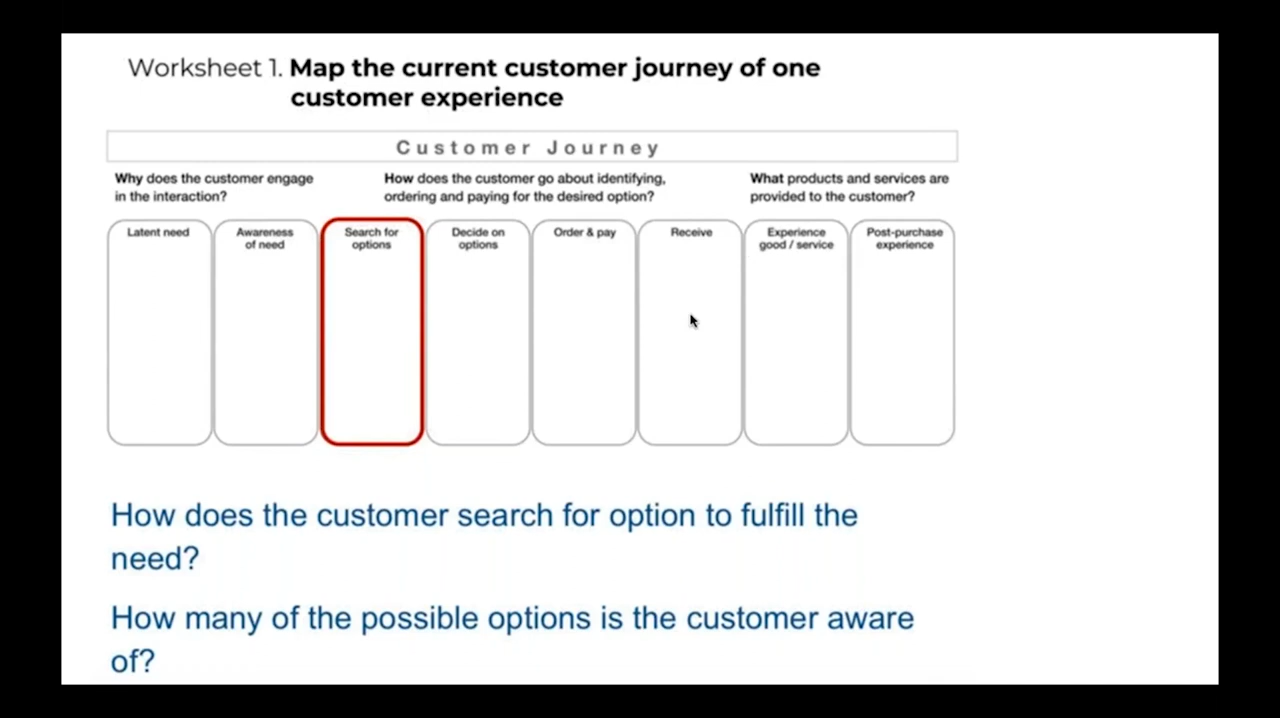 Worksheet 1. Map the current customer journey of one
customer experience
Customer Journey
Why does the customer engage
in the interaction?
How does the customer go about identifying,
ordering and paying for the desired option?
What products and services are
provided to the customer?
Latent need
Awareness
of need
Search for
options
Decide on
options
Order & pay
Receive
Experience
good / service
Post-purchase
experience
How does the customer search for option to fulfill the
need?
How many of the possible options is the customer aware
of?